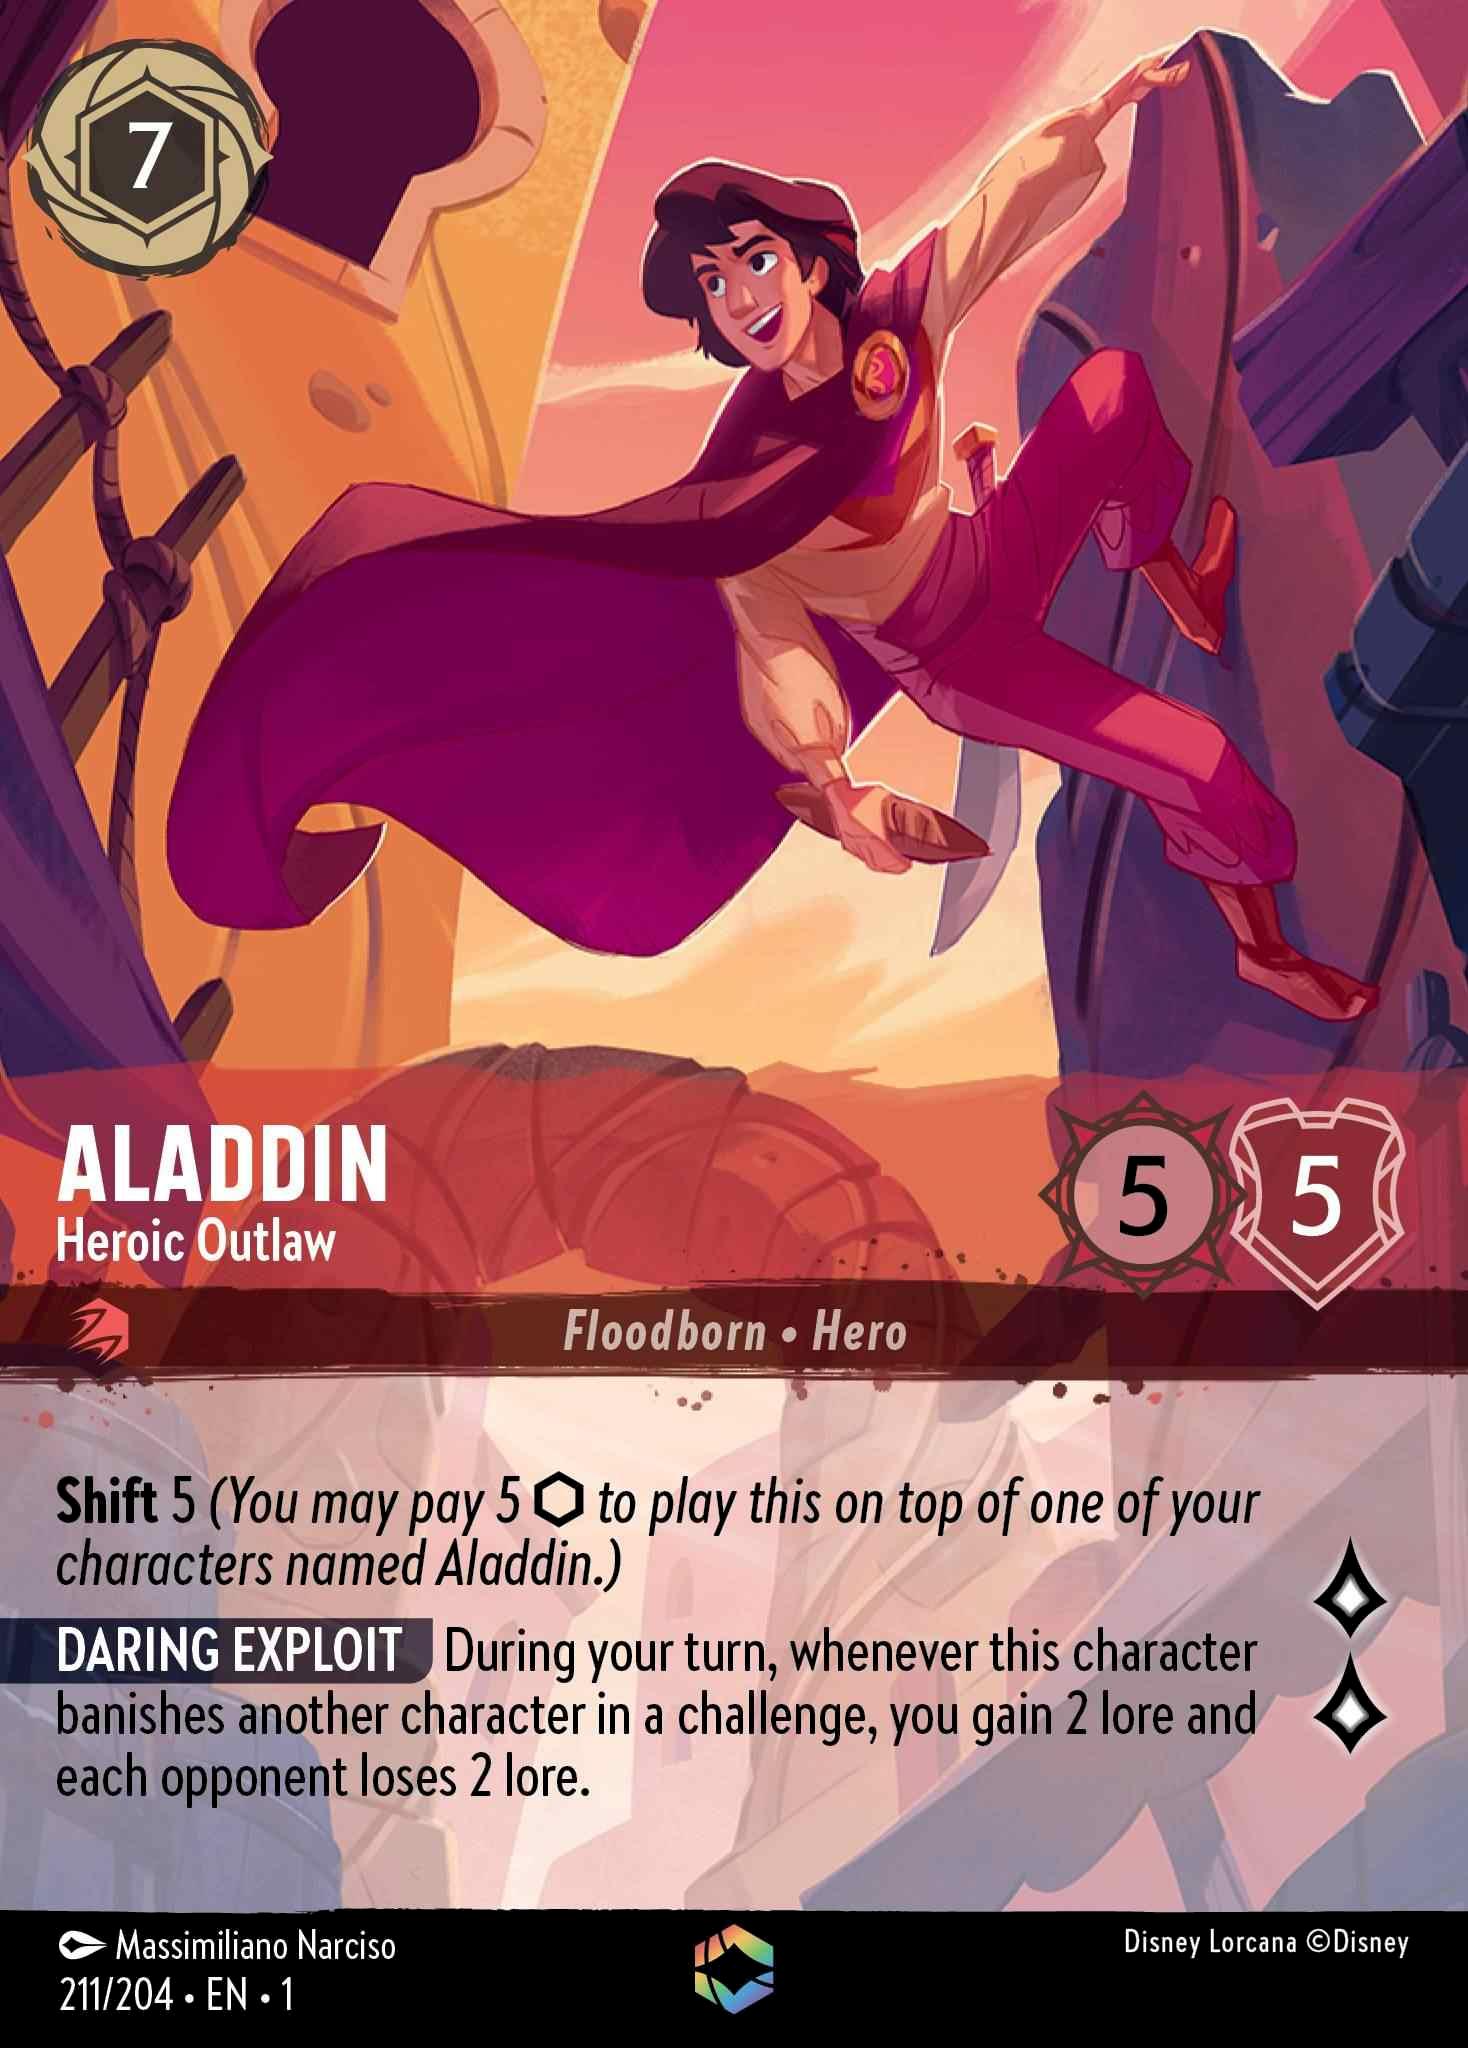 7
ALADDIN
Heroic Outlaw
5 5
Floodborn • Hero
Shift 5 (You may pay 5 ⬡ to play this on top of one of your
characters named Aladdin.)
DARING EXPLOIT During your turn, whenever this character
banishes another character in a challenge, you gain 2 lore and
each opponent loses 2 lore.
Massimiliano Narciso
Disney Lorcana ©Disney
211/204 • EN • 1